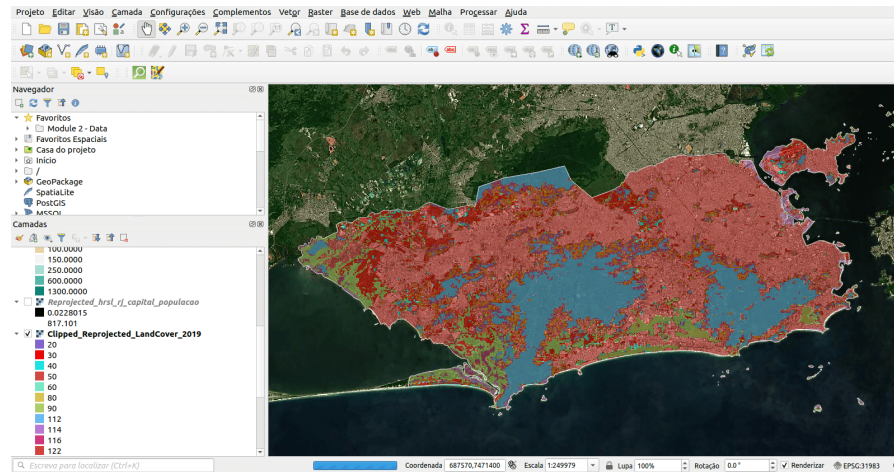 Projeto Editar Visão Camada Configurações Complementos Vetor Raster Base de dados Web Malha Processar Ajuda
Navegador
Favoritos
Module 2 - Data
Favoritos Espaciais
Casa do projeto
Início
/
GeoPackage
SpatiaLite
PostGIS
MSSQL
Camadas
100.0000
150.0000
250.0000
600.0000
1300.0000
Reprojected_hrsl_rj_capital_populacao
0.0228015
817.101
Clipped_Reprojected_LandCover_2019
20
30
40
50
60
80
90
112
114
116
122
Escreva para localizar (Ctrl+K)
Coordenada 687570,7471400 Escala 1:249979 Lupa 100% Rotação 0.0° Renderizar EPSG:31983